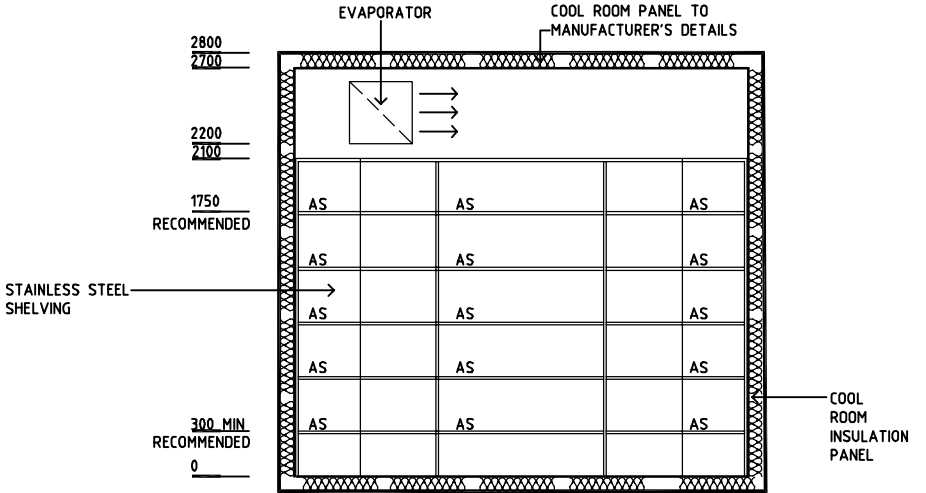 EVAPORATOR
COOL ROOM PANEL TO
MANUFACTURER'S DETAILS
2800
2700
2200
2100
1750
RECOMMENDED
AS AS AS
AS AS AS
STAINLESS STEEL
SHELVING
AS AS AS
AS AS AS
AS AS AS
300 MIN
RECOMMENDED
0
COOL
ROOM
INSULATION
PANEL